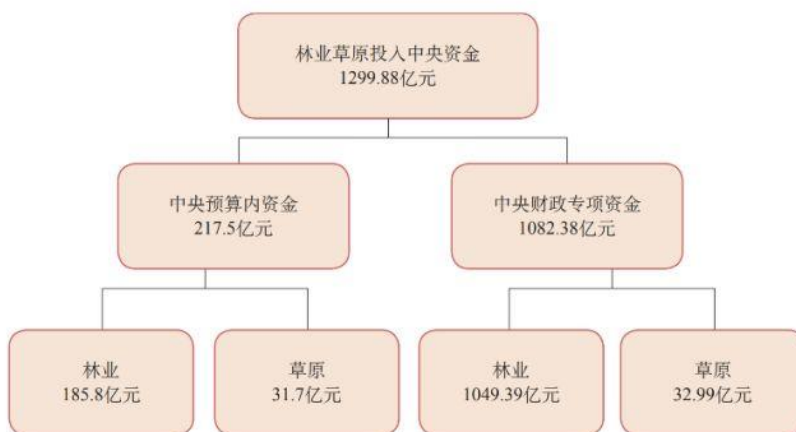 林业草原投入中央资金
1299.88亿元
中央预算内资金
217.5亿元
中央财政专项资金
1082.38亿元
林业
185.8亿元
草原
31.7亿元
林业
1049.39亿元
草原
32.99亿元